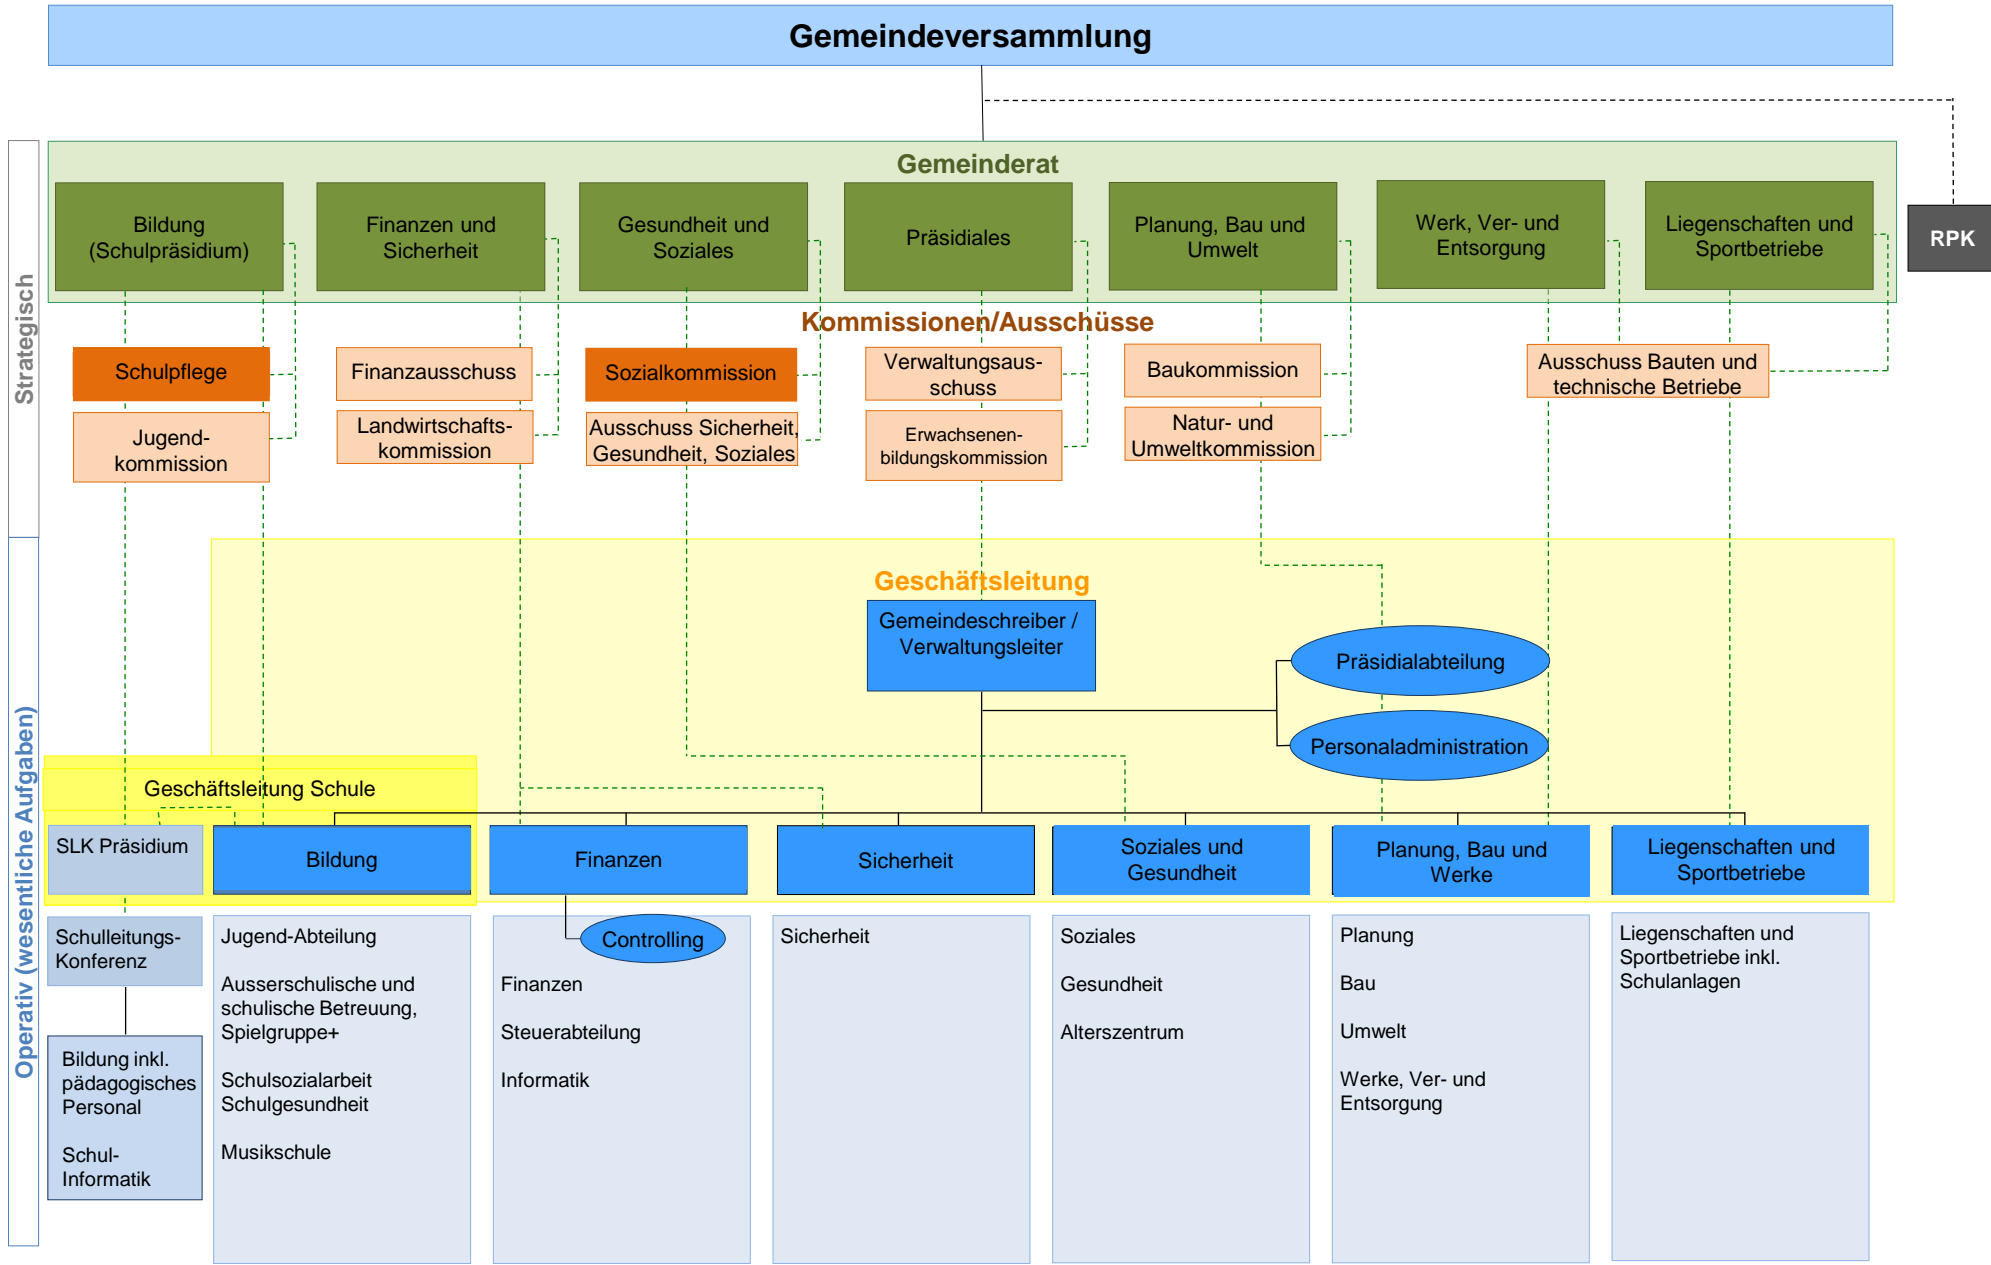 Gemeindeversammlung
Strategisch
Gemeinderat
Bildung
(Schulpräsidium)
Finanzen und
Sicherheit
Gesundheit und
Soziales
Präsidiales
Planung, Bau und
Umwelt
Werk, Ver- und
Entsorgung
Liegenschaften und
Sportbetriebe
RPK
Kommissionen/Ausschüsse
Schulpflege
Finanzausschuss
Sozialkommission
Verwaltungsaus-
schuss
Baukommission
Ausschuss Bauten und
technische Betriebe
Jugend-
kommission
Landwirtschafts-
kommission
Ausschuss Sicherheit,
Gesundheit, Soziales
Erwachsenen-
bildungskommission
Natur- und
Umweltkommission
Operativ (wesentliche Aufgaben)
Geschäftsleitung
Gemeindeschreiber /
Verwaltungsleiter
Präsidialabteilung
Personaladministration
Geschäftsleitung Schule
SLK Präsidium
Bildung
Finanzen
Sicherheit
Soziales und
Gesundheit
Planung, Bau und
Werke
Liegenschaften und
Sportbetriebe
Schulleitungs-
Konferenz
Bildung inkl.
pädagogisches
Personal
Schul-
Informatik
Jugend-Abteilung
Ausserschulische und
schulische Betreuung,
Spielgruppe+
Schulsozialarbeit
Schulgesundheit
Musikschule
Controlling
Finanzen
Steuerabteilung
Informatik
Sicherheit
Soziales
Gesundheit
Alterszentrum
Planung
Bau
Umwelt
Werke, Ver- und
Entsorgung
Liegenschaften und
Sportbetriebe inkl.
Schulanlagen